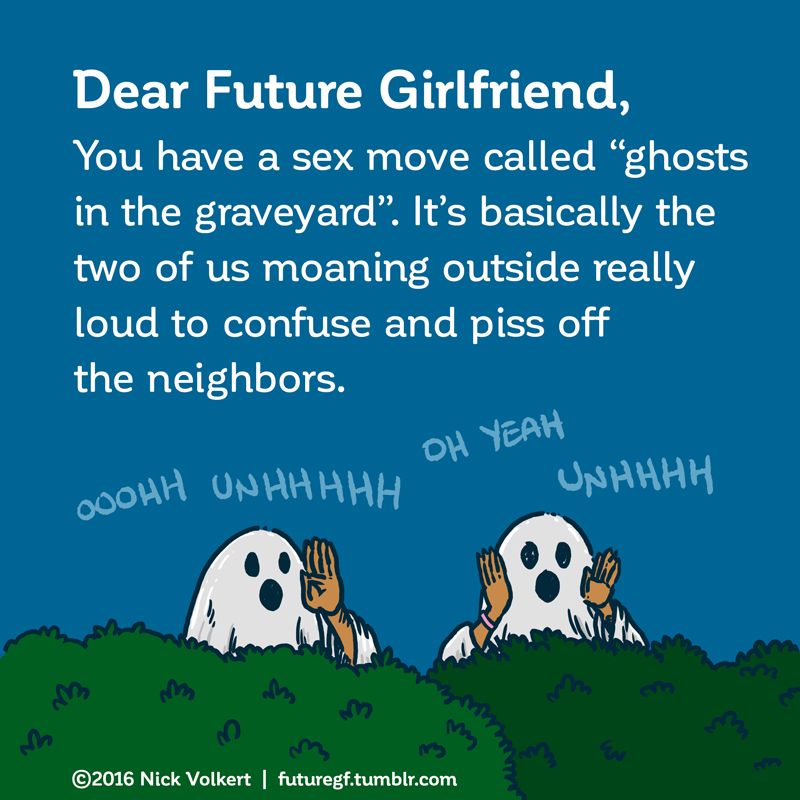 Dear Future Girlfriend,
You have a sex move called “ghosts
in the graveyard”. It’s basically the
two of us moaning outside really
loud to confuse and piss off
the neighbors.
OH YEAH
OOOHH UNHHHHHH
UNHHHH
©2016 Nick Volkert | futuregf.tumblr.com